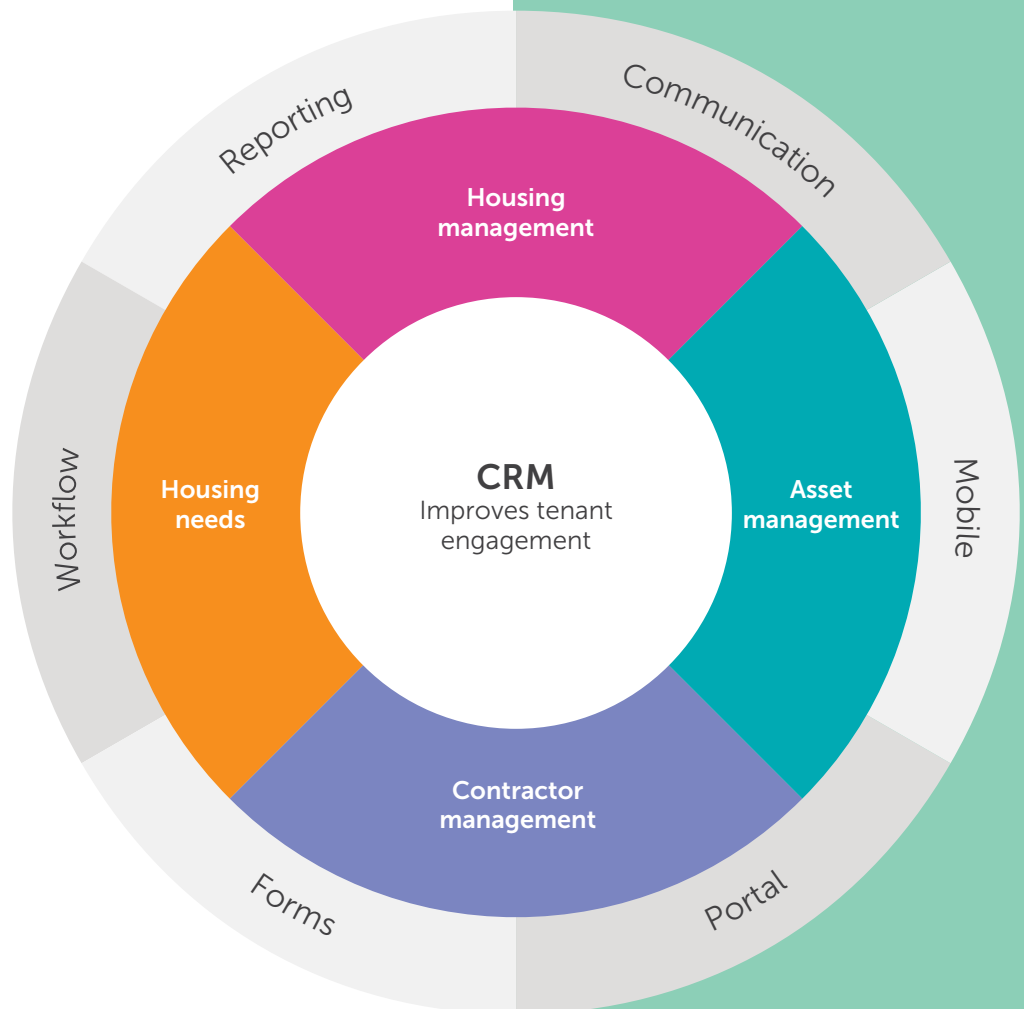 Reporting
Communication
Housing
management
Workflow
Housing
needs
CRM
Improves tenant
engagement
Asset
management
Mobile
Contractor
management
Forms
Portal